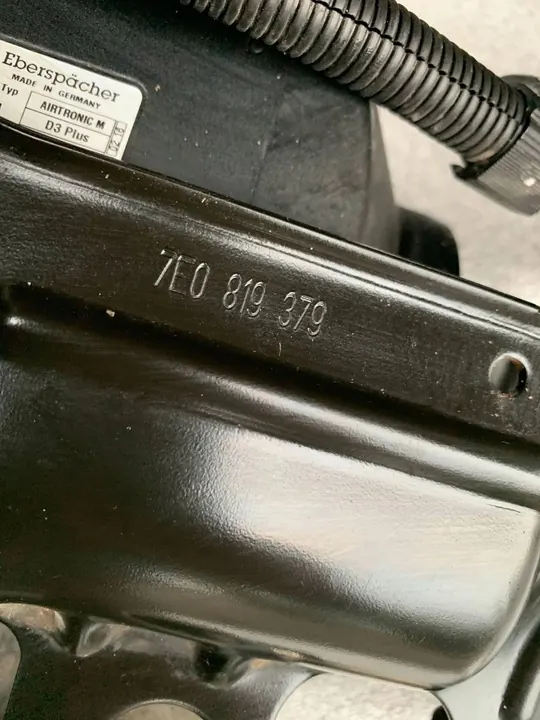 Eberspächer
MADE IN GERMANY
Typ
AIRTRONIC M
D3 Plus
7E0 819 379